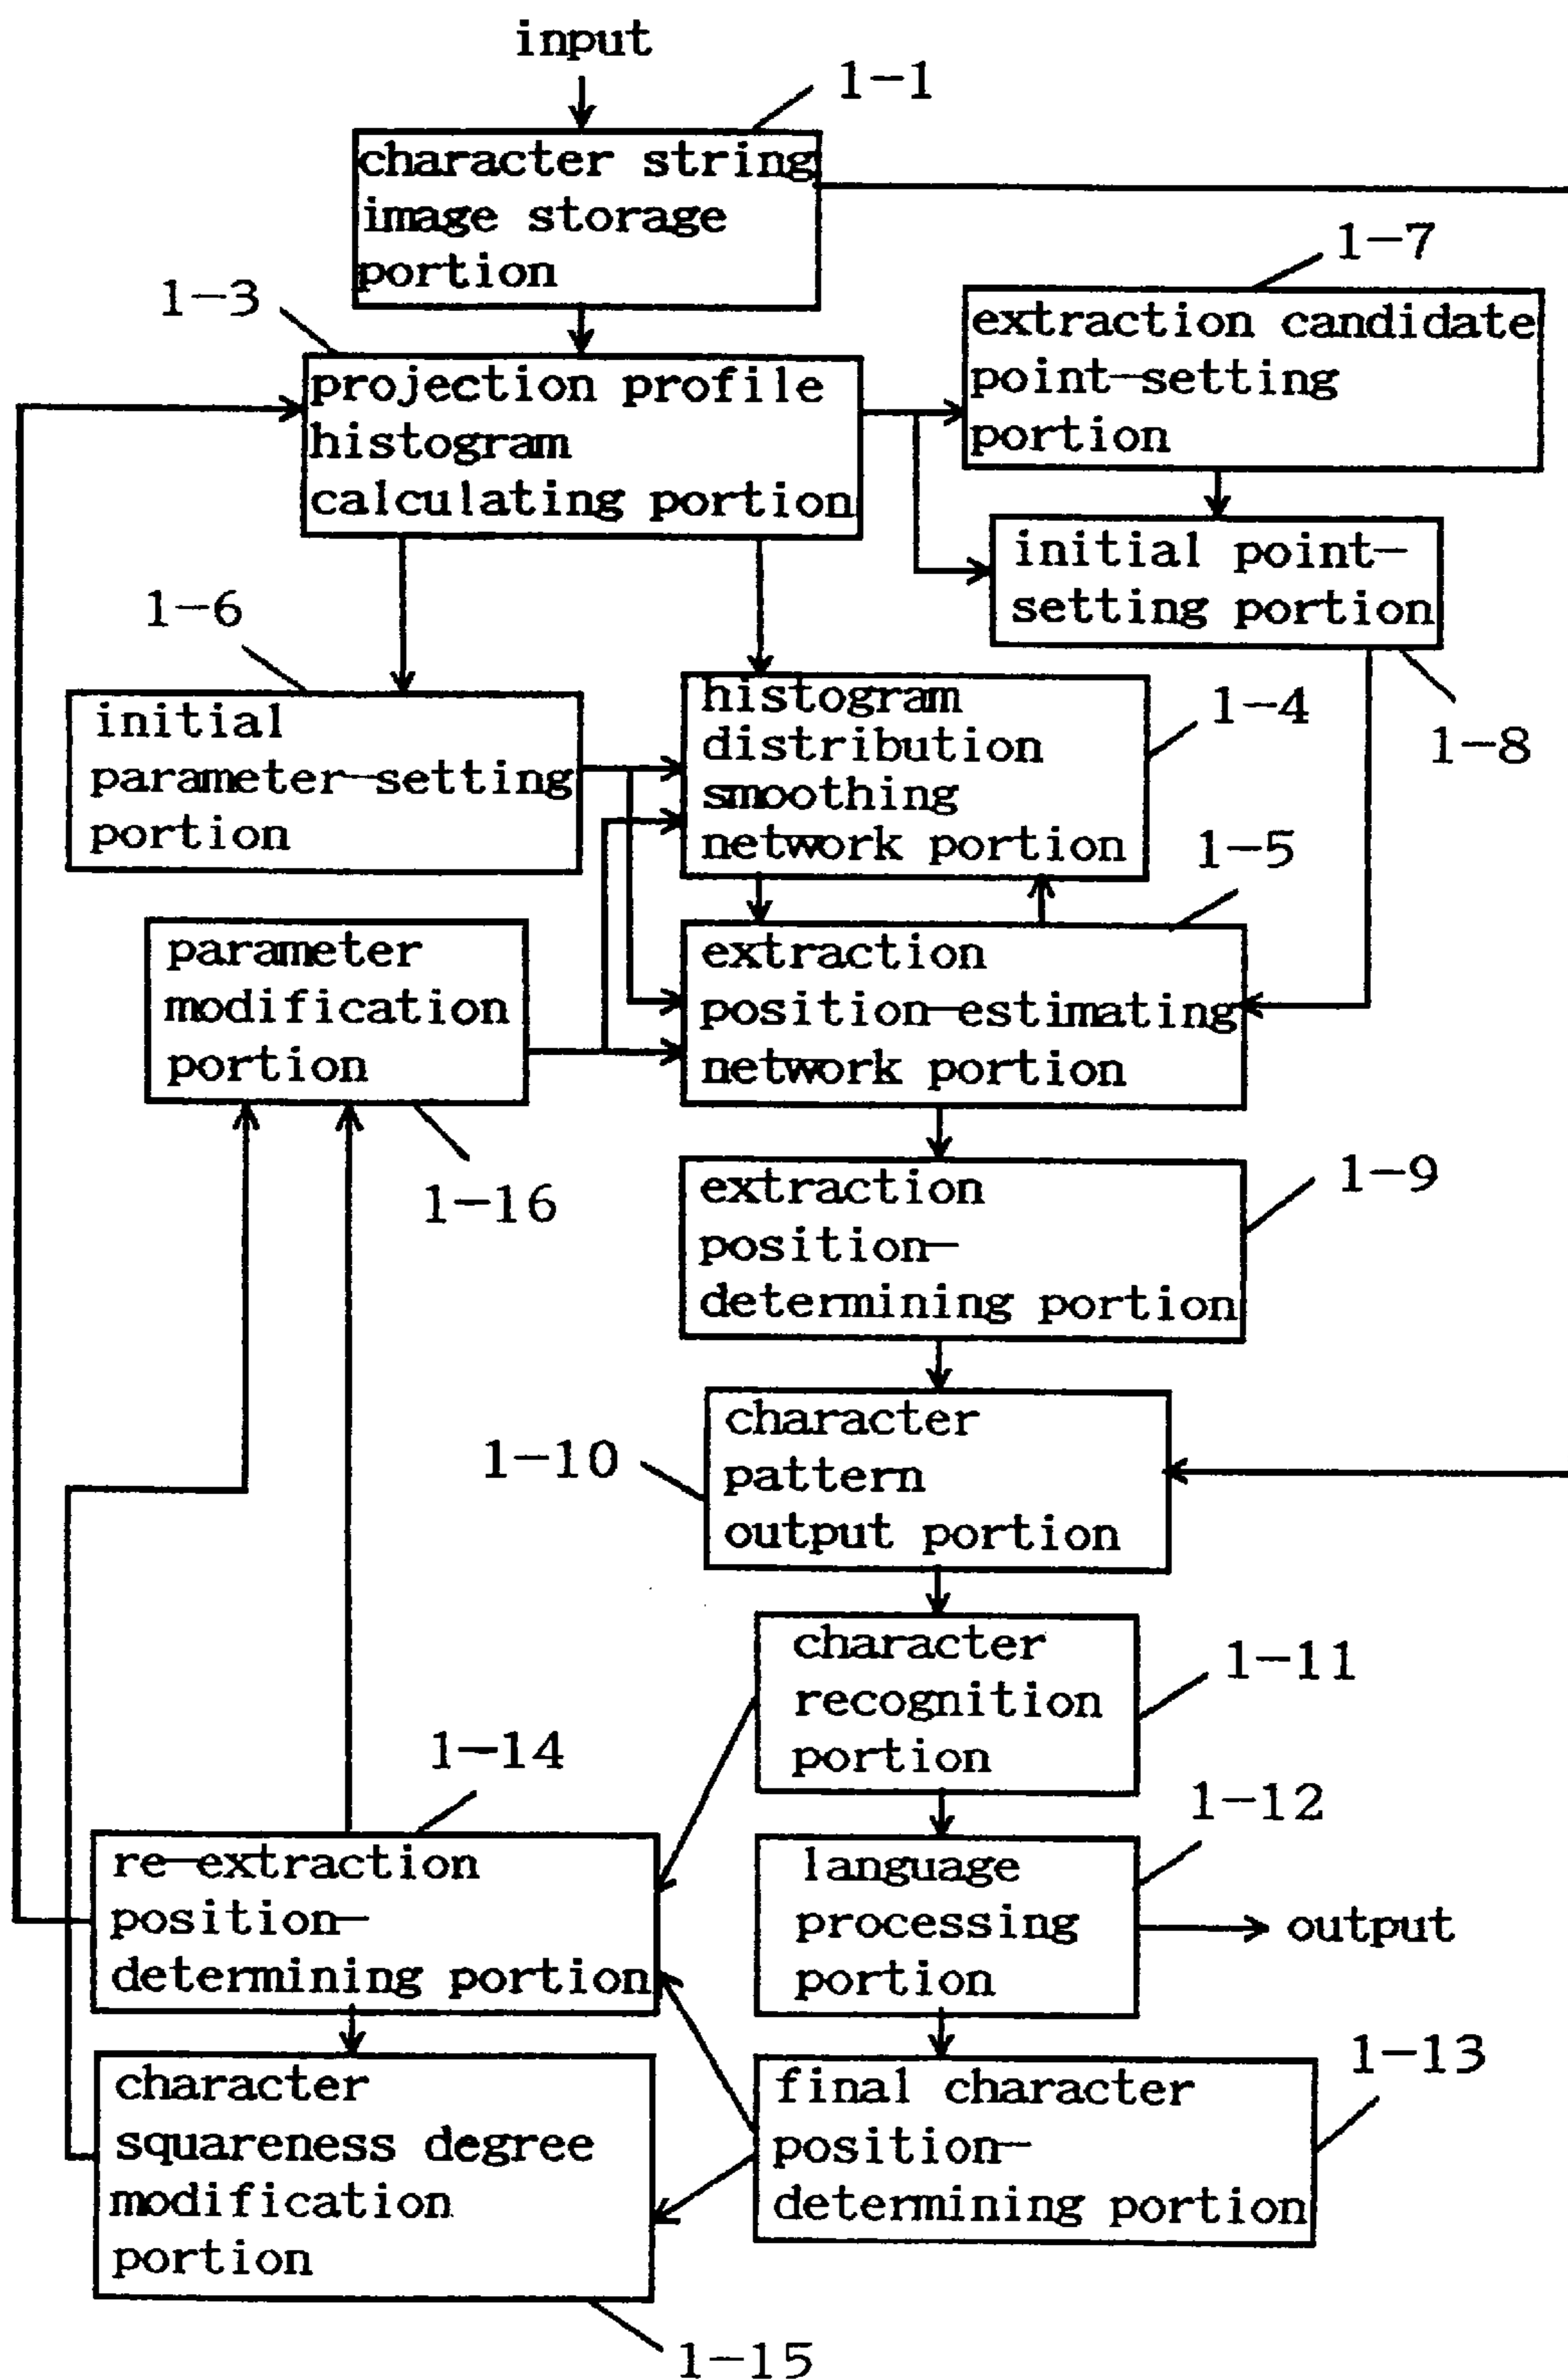 input
1-1
character string
image storage
portion
1-7
1-3
extraction candidate
point-setting
portion
projection profile
histogram
calculating portion
initial point-
setting portion
1-6
1-8
initial
parameter-setting
portion
histogram
distribution
smoothing
network portion
1-4
1-5
parameter
modification
portion
extraction
position-estimating
network portion
1-16
1-9
extraction
position-
determining portion
1-10
character
pattern
output portion
character
recognition
portion
1-11
1-14
1-12
re-extraction
position-
determining portion
language
processing
portion
output
1-13
character
squareness degree
modification
portion
final character
position-
determining portion
1-15